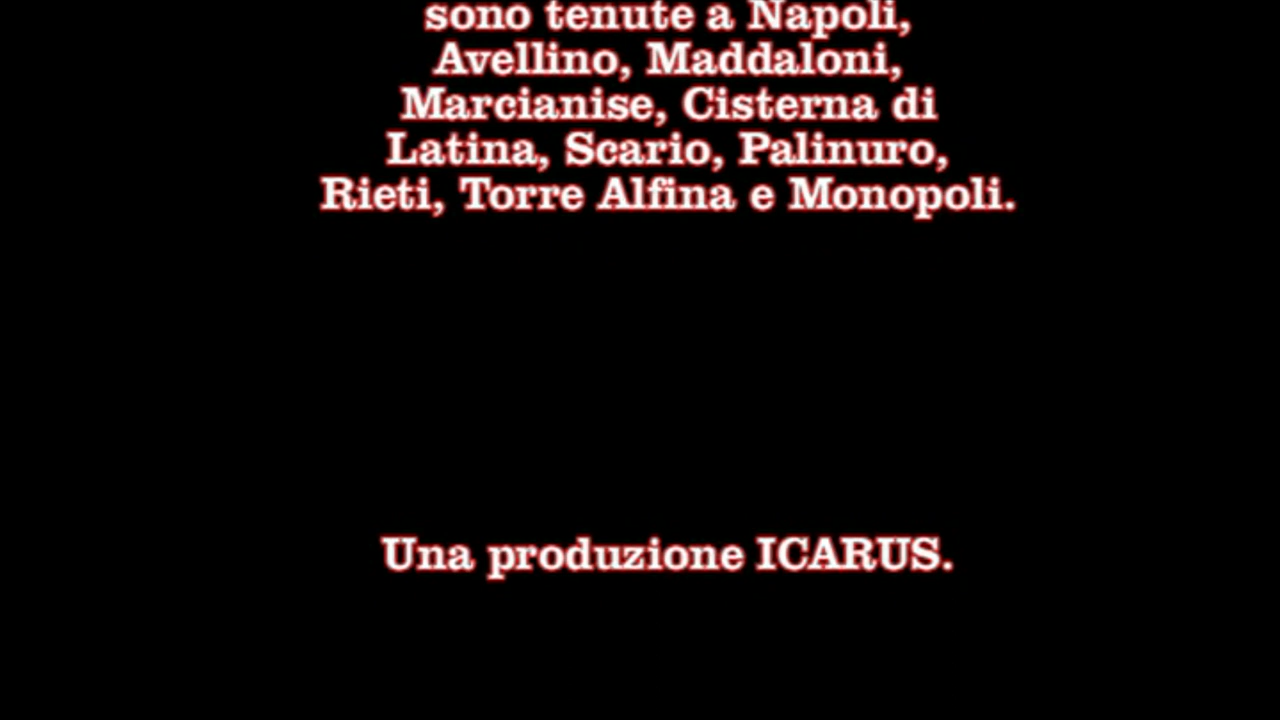 sono tenute a Napoli,
Avellino, Maddaloni,
Marcianise, Cisterna di
Latina, Scario, Palinuro,
Rieti, Torre Alfina e Monopoli.
Una produzione ICARUS.